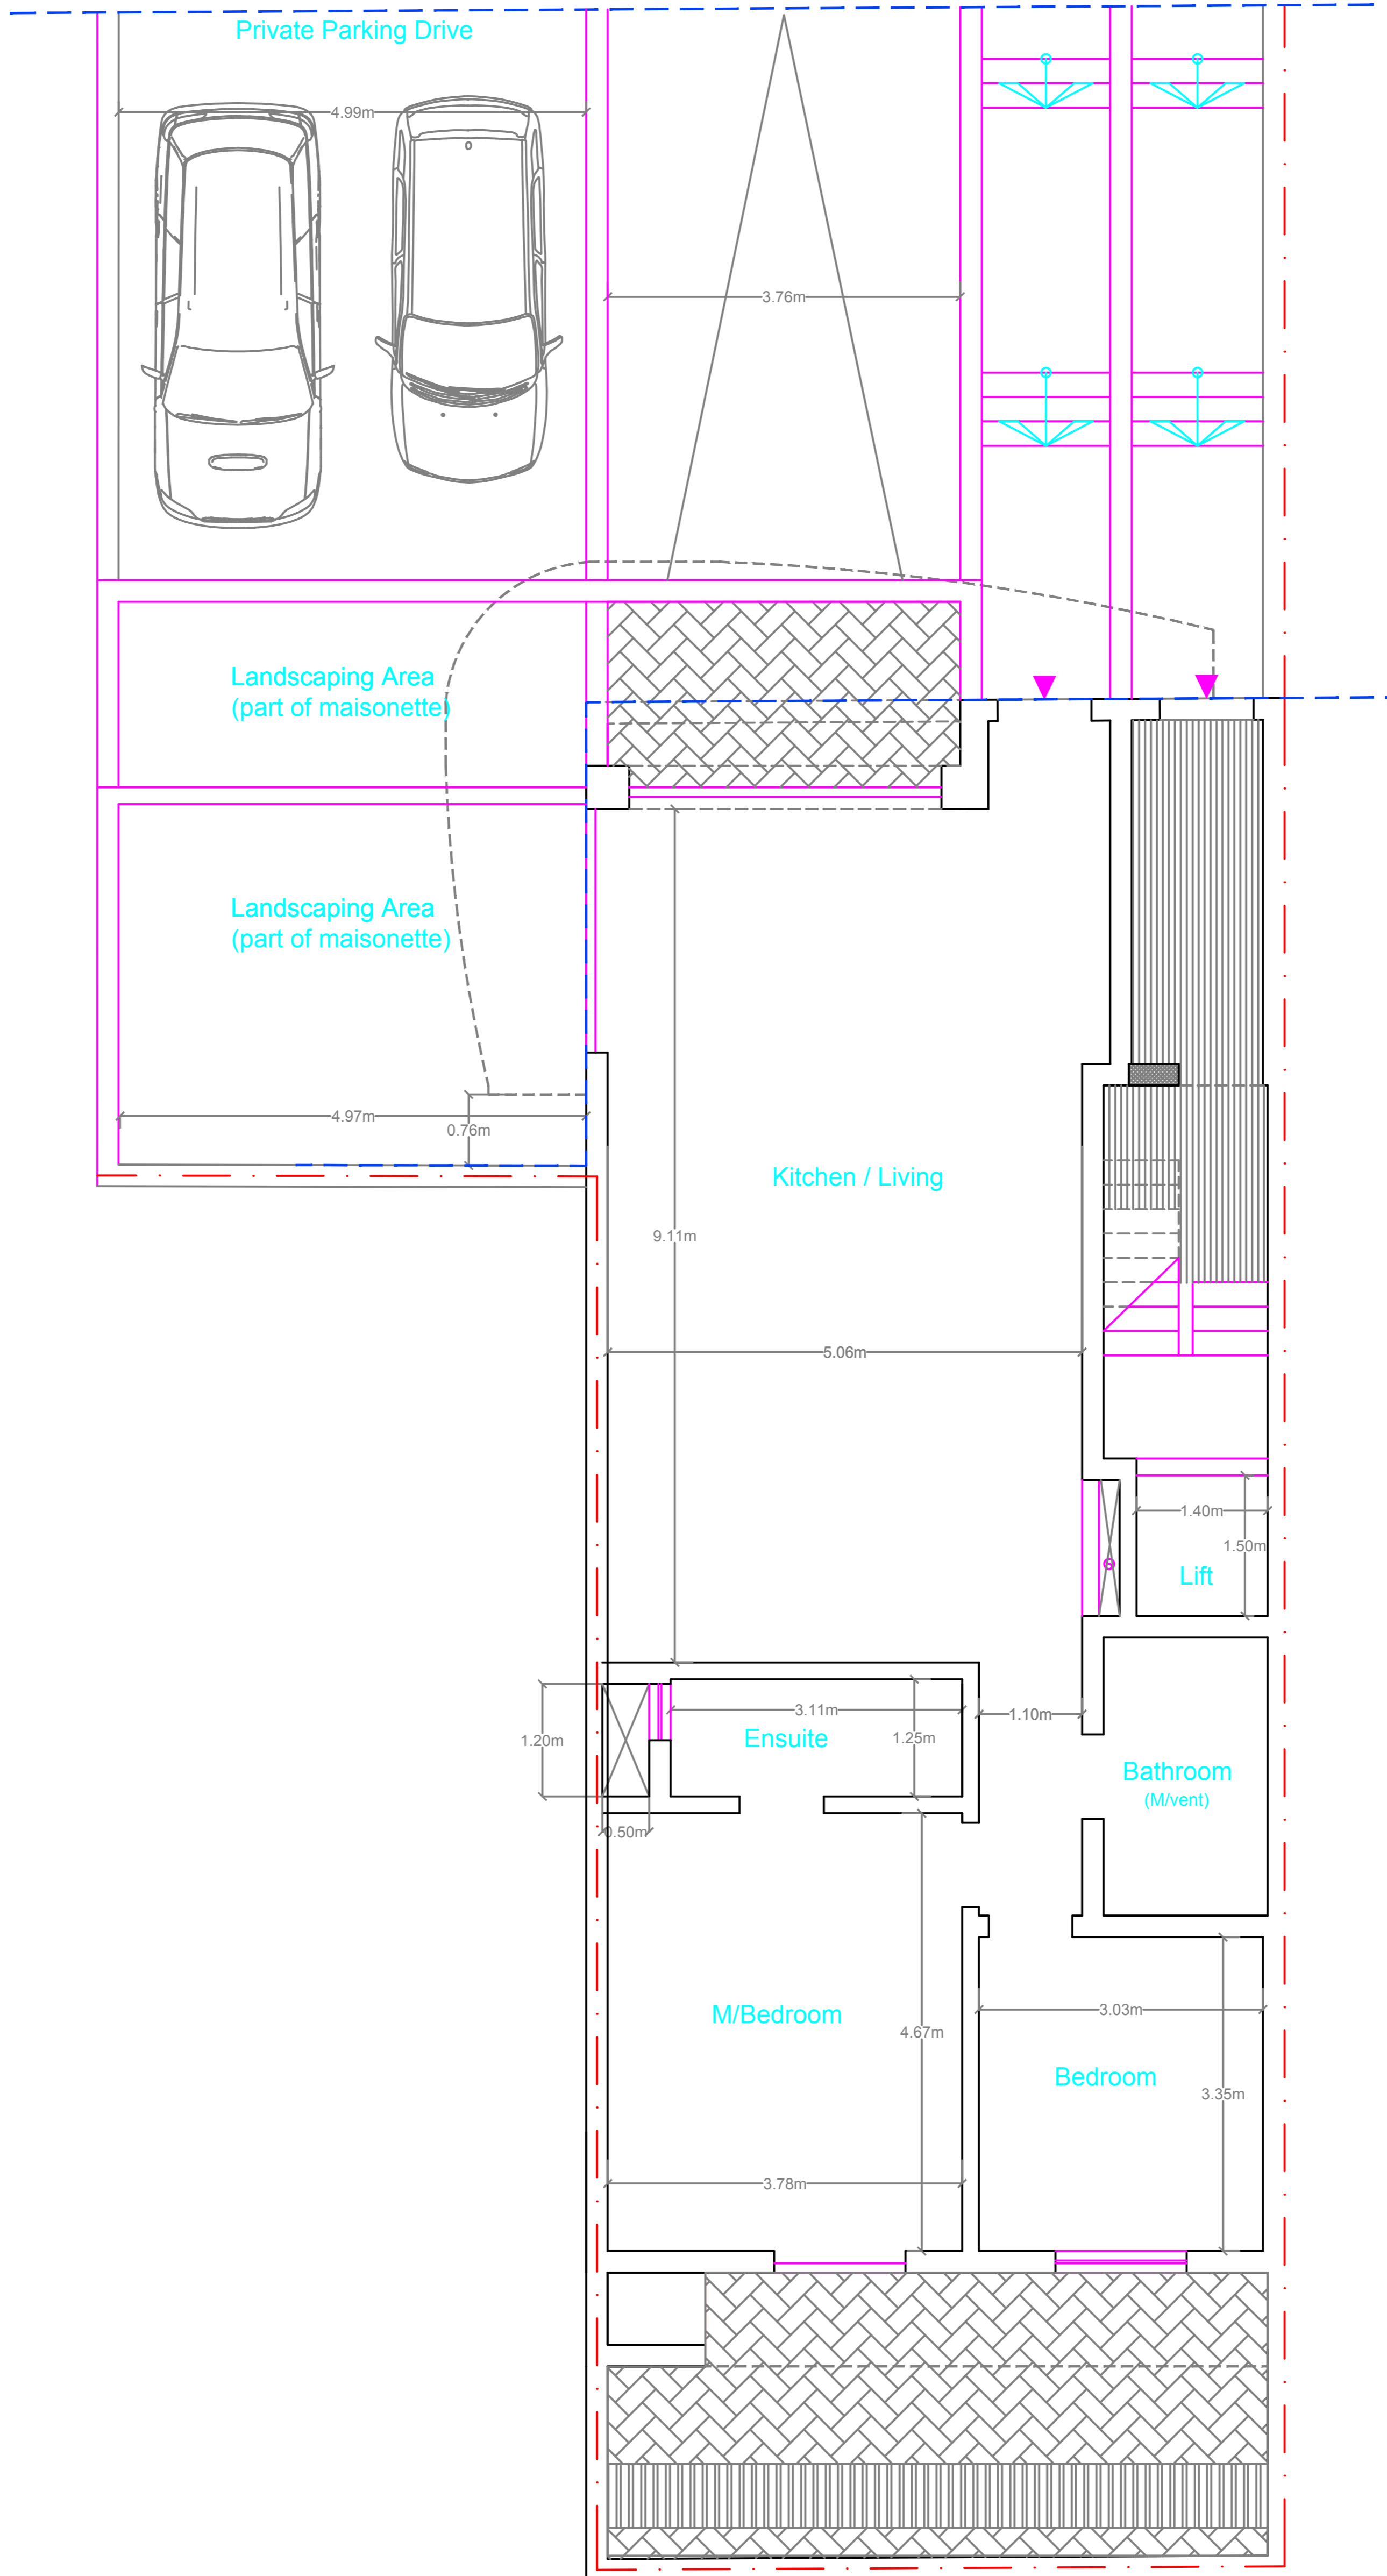 Private Parking Drive
4.99m
3.76m
Landscaping Area
(part of maisonette)
Landscaping Area
(part of maisonette)
4.97m
0.76m
Kitchen / Living
9.11m
5.06m
1.40m
1.50m
Lift
3.11m
1.10m
1.20m
Ensuite
1.25m
Bathroom
(M/vent)
0.50m
3.03m
M/Bedroom
4.67m
Bedroom
3.35m
3.78m